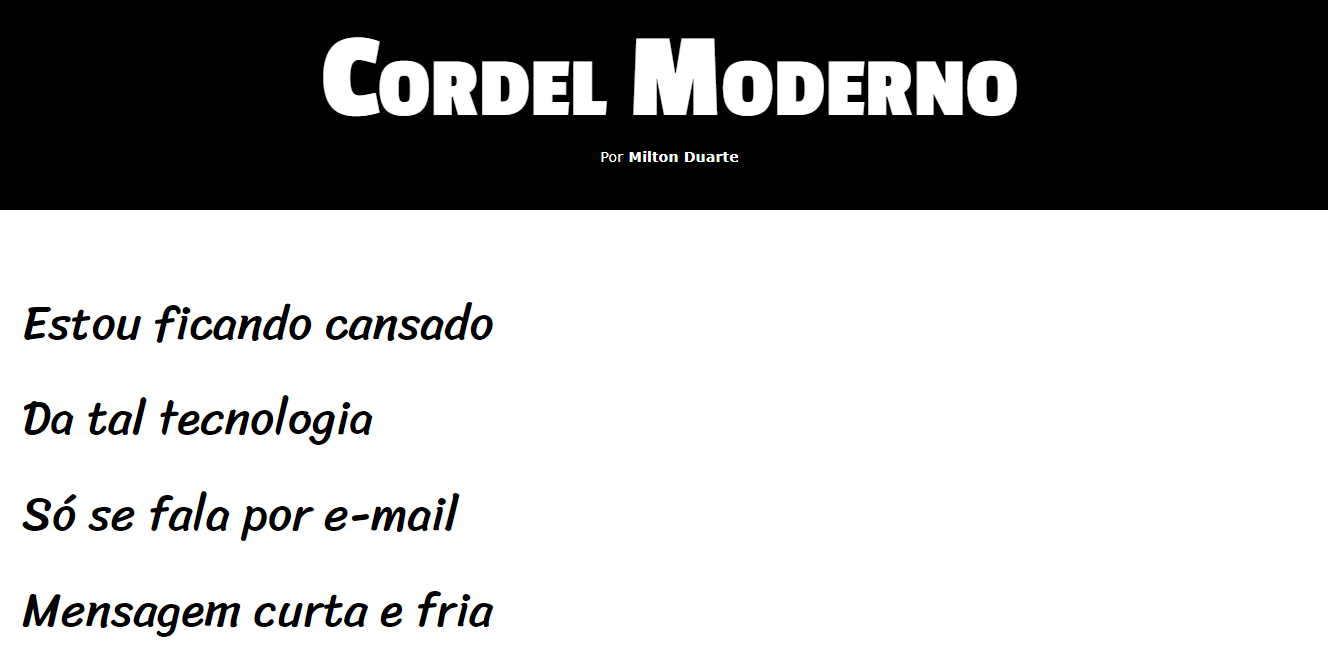 Cordel Moderno
Por Milton Duarte
Estou ficando cansado
Da tal tecnologia
Só se fala por e-mail
Mensagem curta e fria